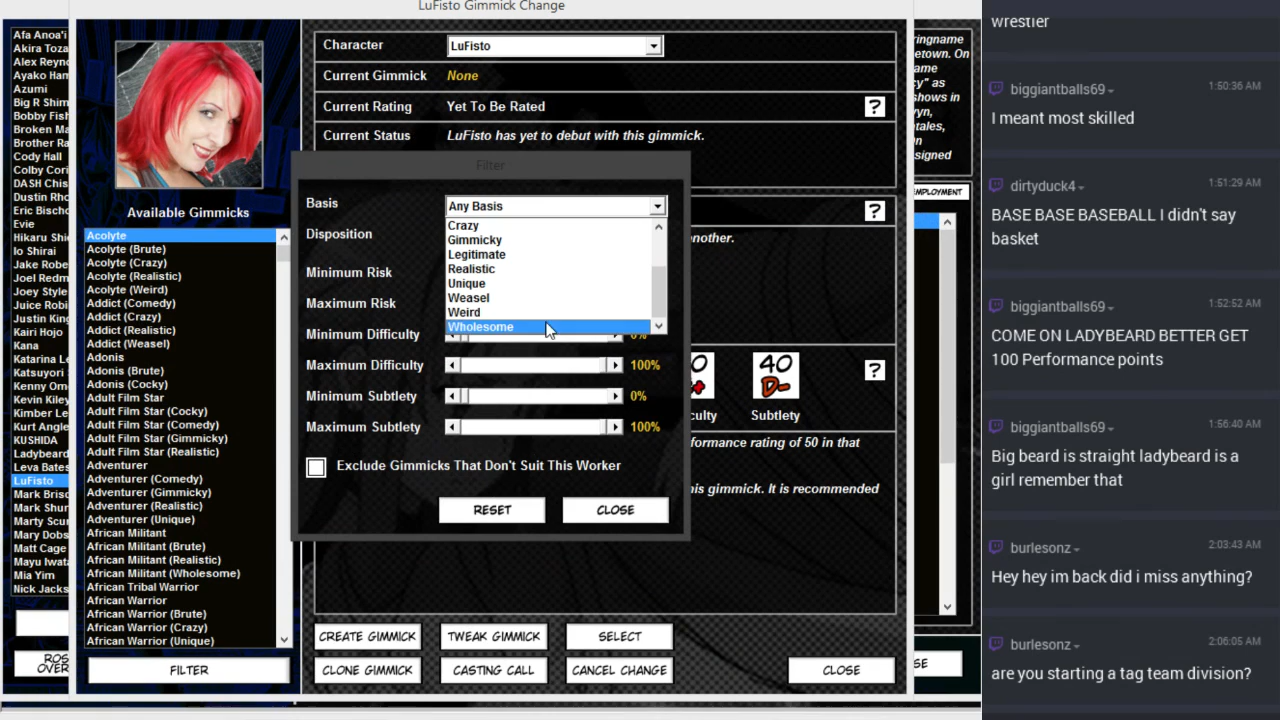 LuFisto Gimmick Change
Afa Anoa'i
Akira Toza
Alex Reyno
Ayako Ham
Azumi
Big R Shim
Bobby Fish
Broken Ma
Brother Ra
Cody Hall
Colby Cori
DASH Chis
Dustin Rho
Eric Bischo
Evie
Hikaru Shi
Io Shirai
Jake Robe
Joel Redm
Joey Style
Juice Robi
Justin King
Kairi Hojo
Kana
Katarina Le
Katsuyori
Kenny Om
Kevin Kiley
Kimber Le
Kurt Angle
KUSHIDA
Ladybeard
Leva Bates
LuFisto
Mark Brisc
Mark Shur
Marty Scur
Mary Dobs
Matt Cage
Mayu Iwat
Mia Yim
Nick Jacks
ROS
OVER
Available Gimmicks
Acolyte
Acolyte (Brute)
Acolyte (Crazy)
Acolyte (Realistic)
Acolyte (Weird)
Addict (Comedy)
Addict (Crazy)
Addict (Realistic)
Addict (Weasel)
Adonis
Adonis (Brute)
Adonis (Cocky)
Adult Film Star
Adult Film Star (Cocky)
Adult Film Star (Comedy)
Adult Film Star (Gimmicky)
Adult Film Star (Realistic)
Adventurer
Adventurer (Comedy)
Adventurer (Gimmicky)
Adventurer (Realistic)
Adventurer (Unique)
African Militant
African Militant (Brute)
African Militant (Realistic)
African Militant (Wholesome)
African Tribal Warrior
African Warrior
African Warrior (Brute)
African Warrior (Crazy)
African Warrior (Unique)
FILTER
Character LuFisto
Current Gimmick None
Current Rating Yet To Be Rated ?
Current Status LuFisto has yet to debut with this gimmick.
?
nother.
0 40
D-
?
culty Subtlety
formance rating of 50 in that
is gimmick. It is recommended
Filter
Basis Any Basis
Crazy
Gimmicky
Legitimate
Realistic
Unique
Weasel
Weird
Wholesome
Disposition
Minimum Risk
Maximum Risk
Minimum Difficulty 0%
Maximum Difficulty 100%
Minimum Subtlety 0%
Maximum Subtlety 100%
Exclude Gimmicks That Don't Suit This Worker
RESET CLOSE
CREATE GIMMICK TWEAK GIMMICK SELECT
CLONE GIMMICK CASTING CALL CANCEL CHANGE CLOSE
ringname
etown. On
ame
cy" as
shows in
yn,
tales,
n
signed
MPLOYMENT
SE
wrestler
biggiantballs69 1:50:36 AM
I meant most skilled
dirtyduck4 1:51:29 AM
BASE BASE BASEBALL I didn't say
basket
biggiantballs69 1:52:52 AM
COME ON LADYBEARD BETTER GET
100 Performance points
biggiantballs69 1:56:40 AM
Big beard is straight ladybeard is a
girl remember that
burlesonz 2:03:43 AM
Hey hey im back did i miss anything?
burlesonz 2:06:05 AM
are you starting a tag team division?